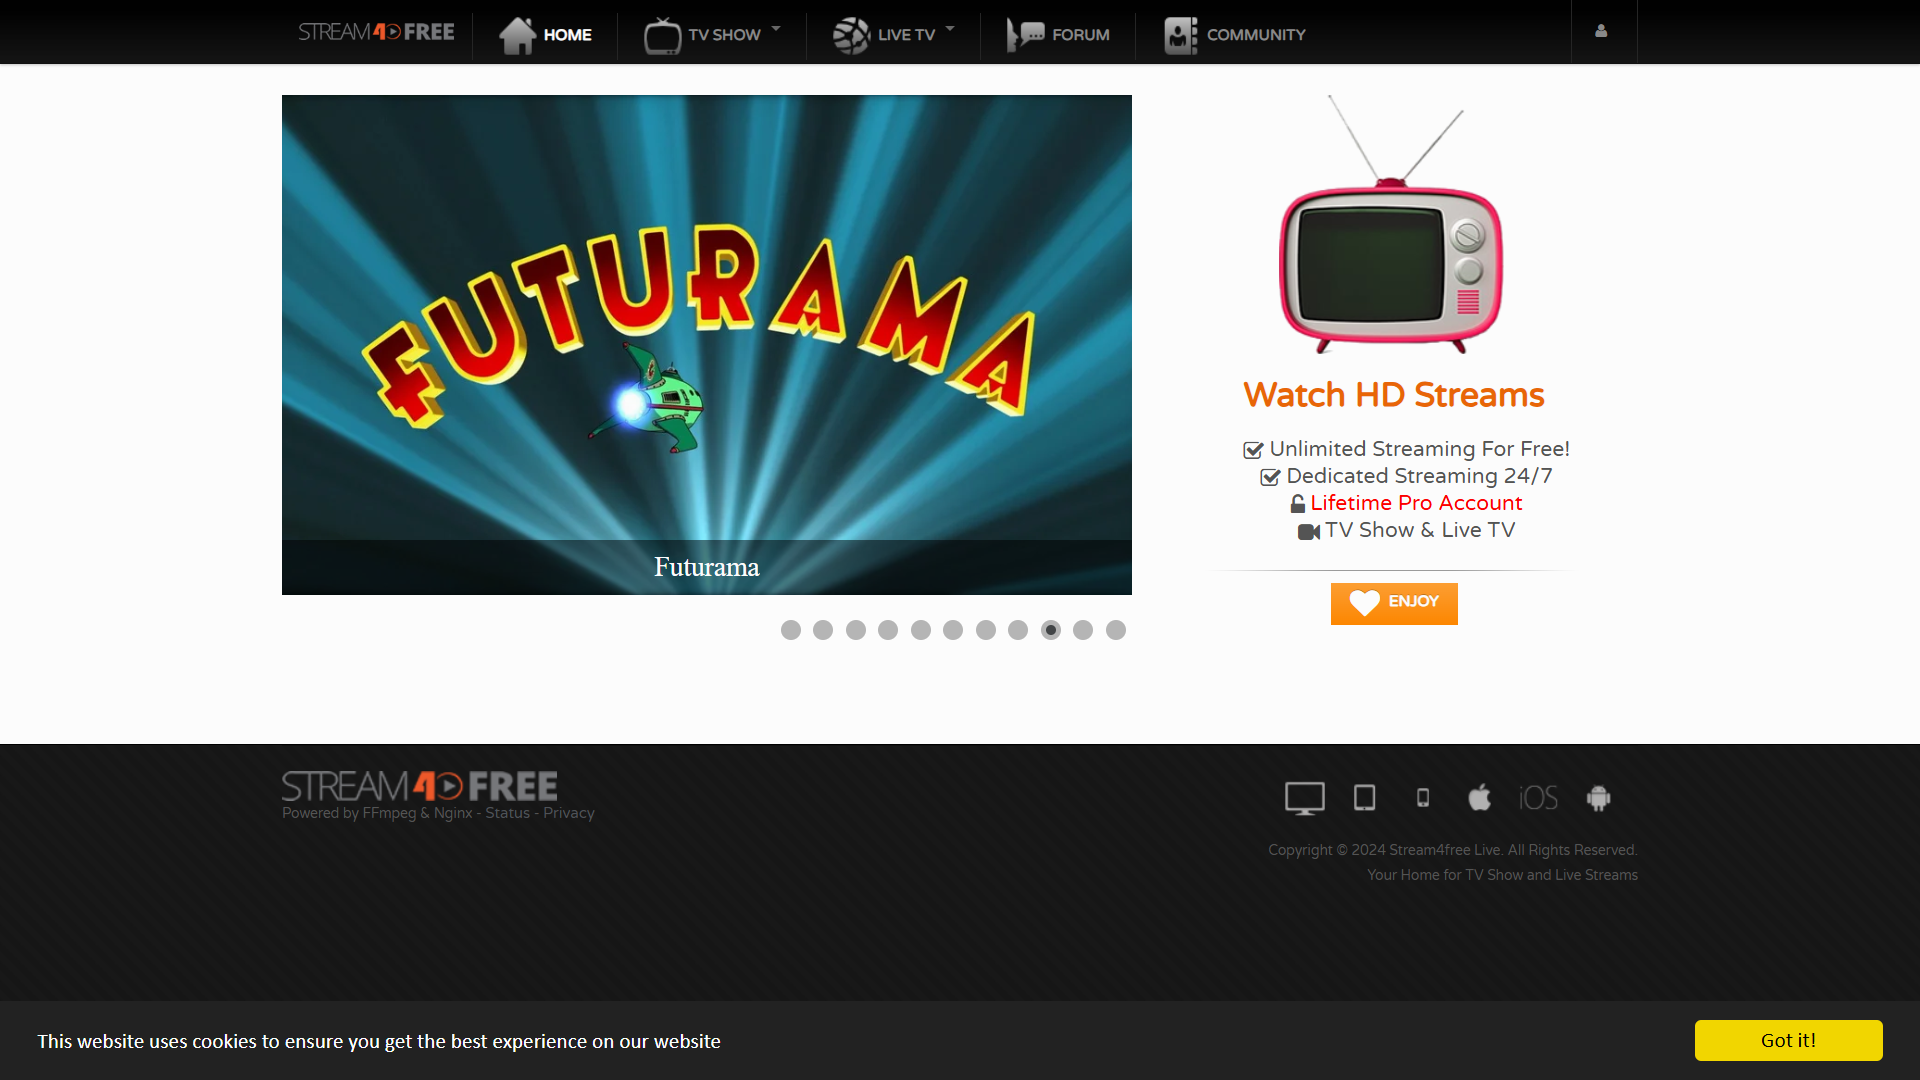 STREAM4FREE
HOME
TV SHOW
LIVE TV
FORUM
COMMUNITY
FUTURAMA
Futurama
Watch HD Streams
Unlimited Streaming For Free!
Dedicated Streaming 24/7
Lifetime Pro Account
TV Show & Live TV
ENJOY
STREAM4FREE
Powered by FFmpeg & Nginx - Status - Privacy
iOS
Copyright © 2024 Stream4free Live. All Rights Reserved.
Your Home for TV Show and Live Streams
This website uses cookies to ensure you get the best experience on our website
Got it!